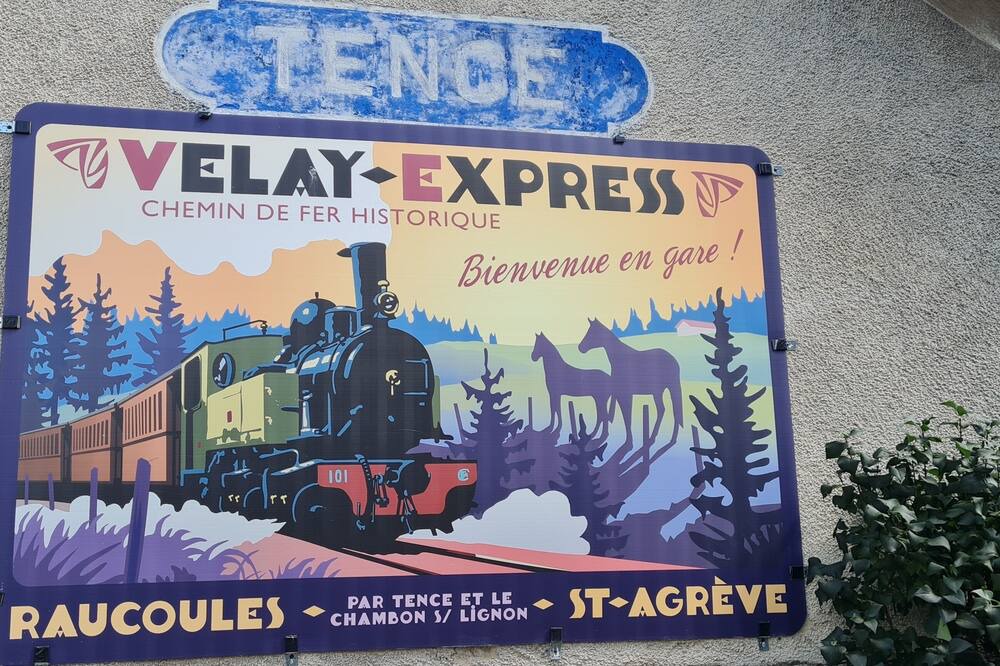 TENCE
VELAY-EXPRESS
CHEMIN DE FER HISTORIQUE
Bienvenue en gare !
101
RAUCOULES
PAR TENCE ET LE
CHAMBON S/ LIGNON
ST-AGRÈVE